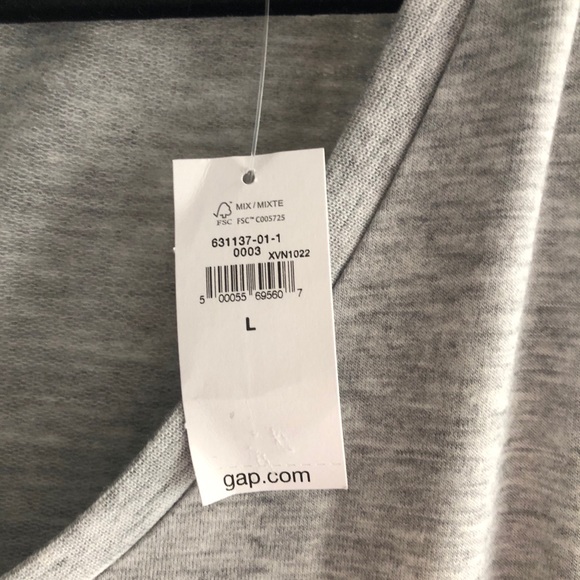 MIX / MIXTE
FSC FSC™ C005725
631137-01-1
0003 XVN1022
5 00055 69560 7
L
gap.com